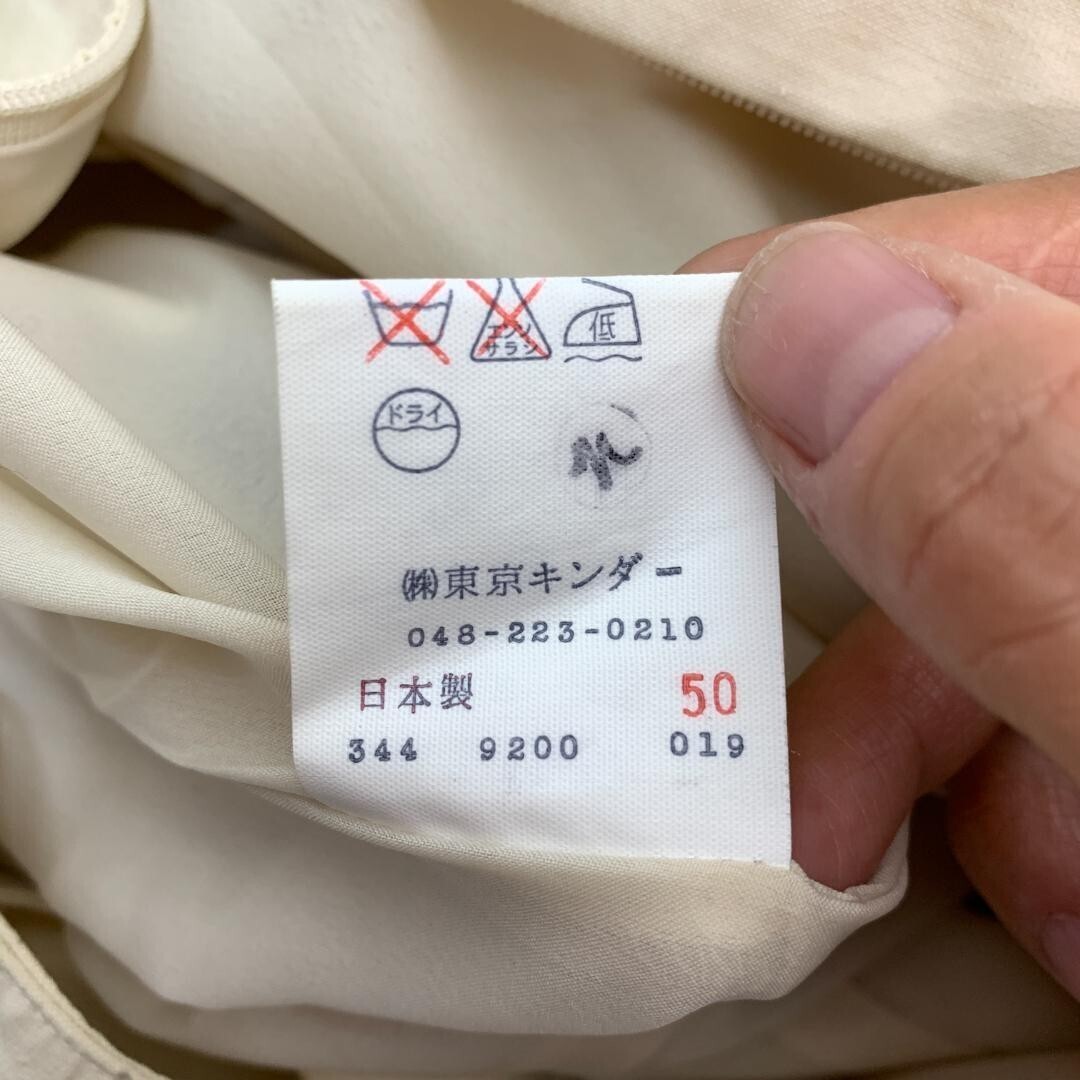 エンソ
サラシ
低
ドライ
㈱東京キンダー
048-223-0210
日本製 50
344 9200 019